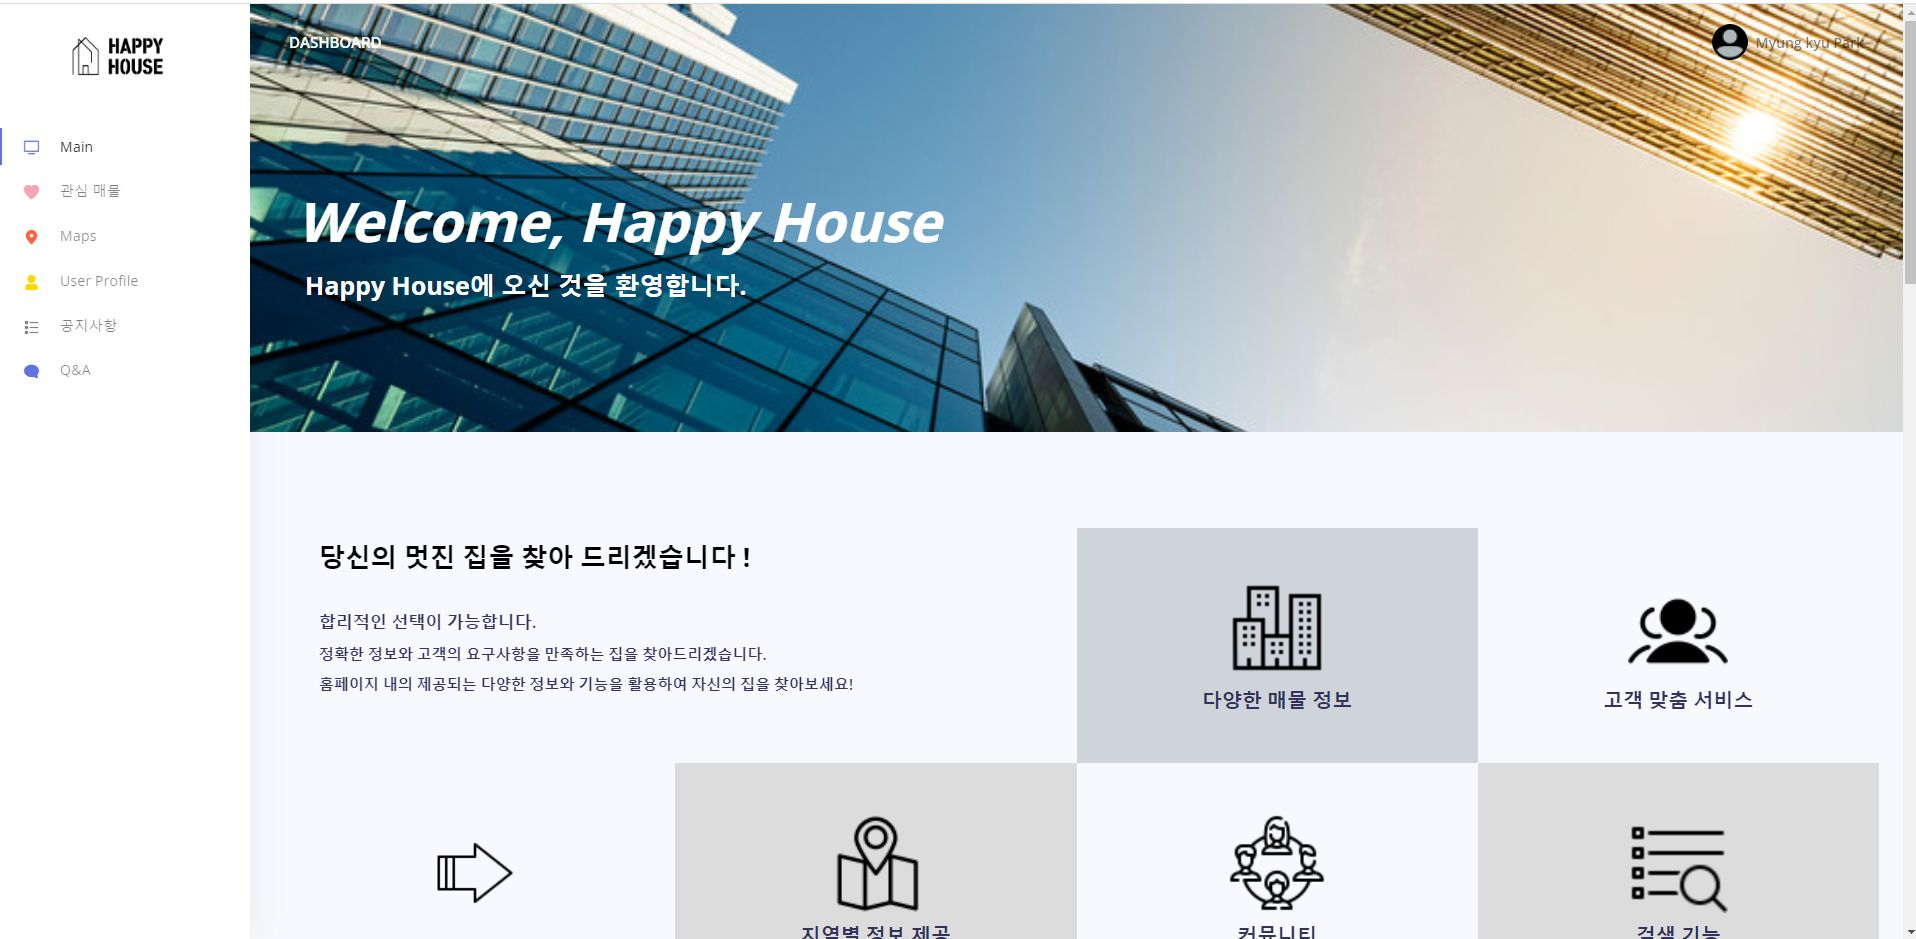 HAPPY
HOUSE
Main
관심 매물
Maps
User Profile
공지사항
Q&A
DASHBOARD
Myung kyu Park
Welcome, Happy House
Happy House에 오신 것을 환영합니다.
당신의 멋진 집을 찾아 드리겠습니다 !
합리적인 선택이 가능합니다.
정확한 정보와 고객의 요구사항을 만족하는 집을 찾아드리겠습니다.
홈페이지 내의 제공되는 다양한 정보와 기능을 활용하여 자신의 집을 찾아보세요!
다양한 매물 정보
고객 맞춤 서비스
지역별 정보 제공
커뮤니티
검색 기능